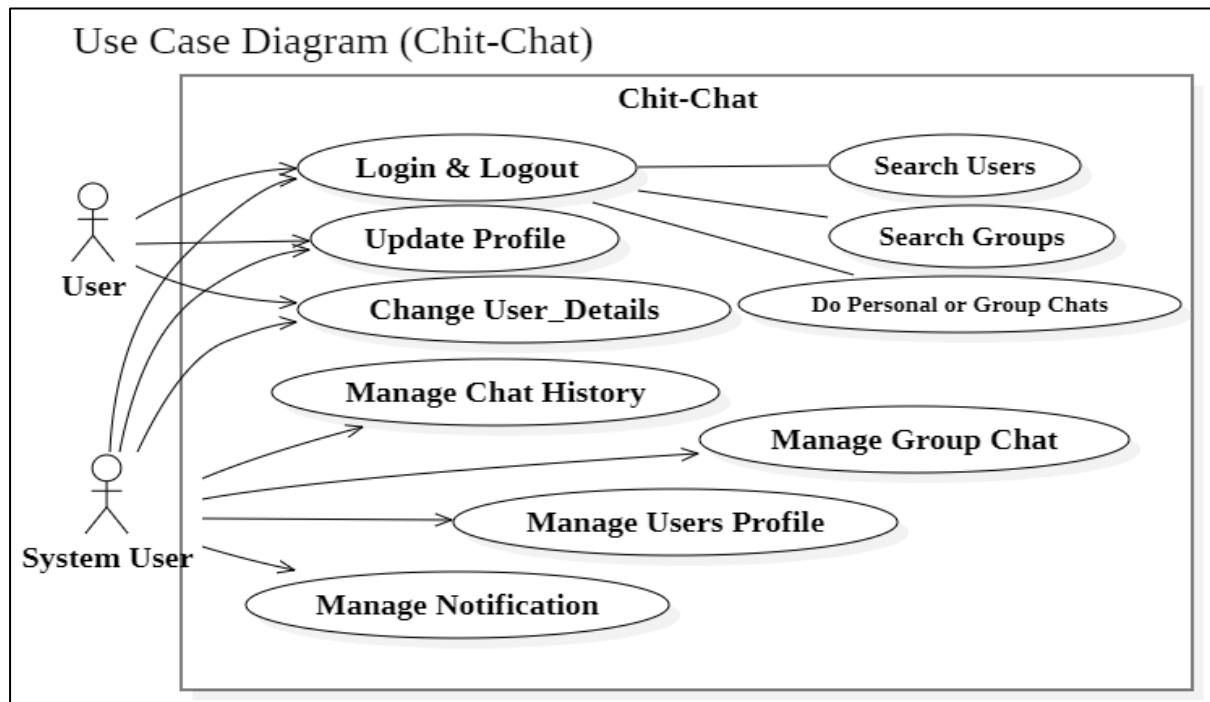 Use Case Diagram (Chit-Chat)
Chit-Chat
Login & Logout
Search Users
User
Update Profile
Search Groups
Change User_Details
Do Personal or Group Chats
Manage Chat History
Manage Group Chat
System User
Manage Users Profile
Manage Notification